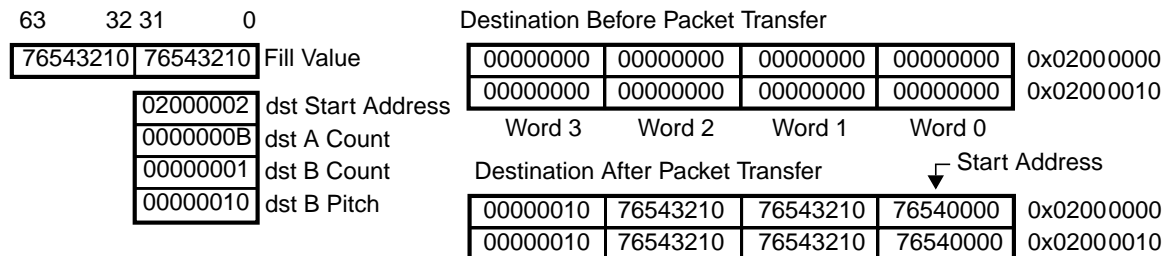 63 32 31 0
76543210 76543210 Fill Value
02000002 dst Start Address
0000000B dst A Count
00000001 dst B Count
00000010 dst B Pitch
Destination Before Packet Transfer
00000000 00000000 00000000 00000000 0x02000000
00000000 00000000 00000000 00000000 0x02000010
Word 3 Word 2 Word 1 Word 0
Start Address
Destination After Packet Transfer
00000010 76543210 76543210 76540000 0x02000000
00000010 76543210 76543210 76540000 0x02000010